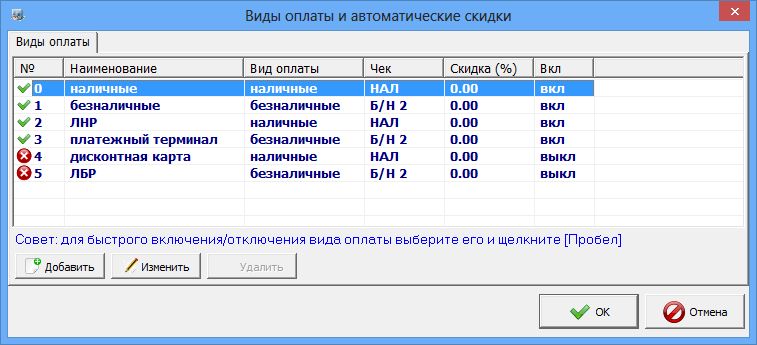 Виды оплаты и автоматические скидки
Виды оплаты
№ Наименование Вид оплаты Чек Скидка (%) Вкл
0 наличные наличные НАЛ 0.00 вкл
1 безналичные безналичные Б/Н 2 0.00 вкл
2 ЛНР наличные НАЛ 0.00 вкл
3 платежный терминал безналичные Б/Н 2 0.00 вкл
4 дисконтная карта наличные НАЛ 0.00 выкл
5 ЛБР безналичные Б/Н 2 0.00 выкл
Совет: для быстрого включения/отключения вида оплаты выберите его и щелкните [Пробел]
Добавить Изменить Удалить
ОК Отмена